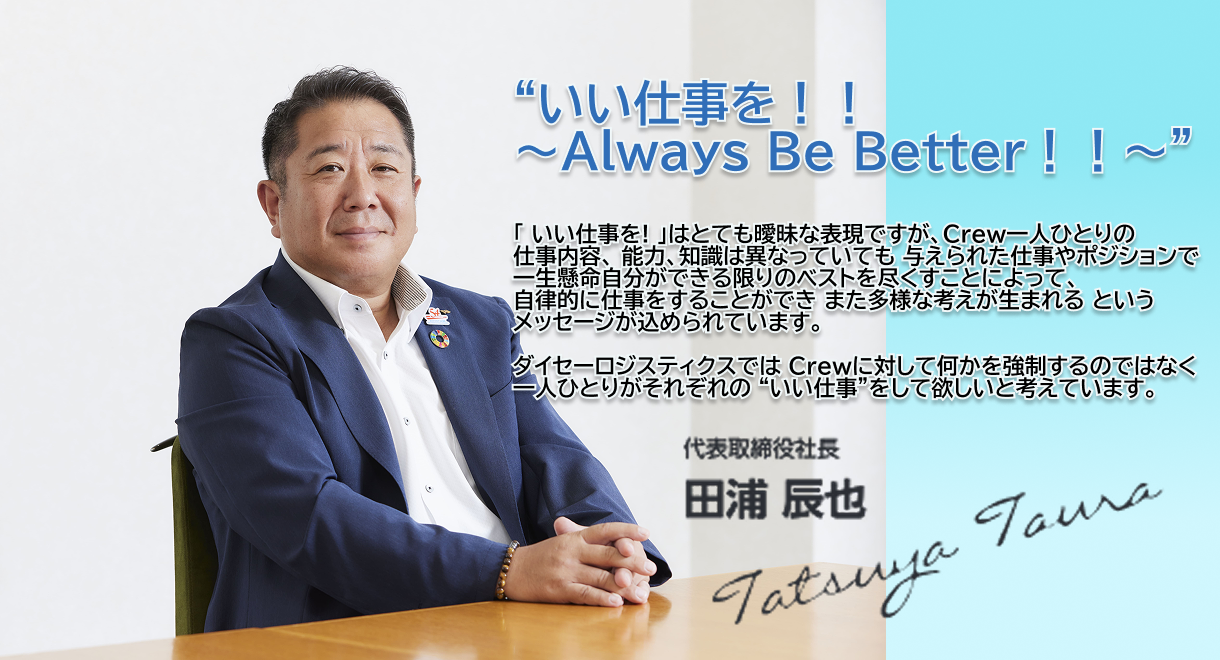 “いい仕事を！！
～Always Be Better！！～”
「 いい仕事を! 」はとても曖昧な表現ですが、Crew一人ひとりの
仕事内容、能力、知識は異なっていても 与えられた仕事やポジションで
一生懸命自分ができる限りのベストを尽くすことによって、
自律的に仕事をすることができ また多様な考えが生まれる という
メッセージが込められています。
ダイセーロジスティクスでは Crewに対して何かを強制するのではなく
一人ひとりがそれぞれの “いい仕事”をして欲しいと考えています。
代表取締役社長
田浦 辰也
Tatsuya Taura